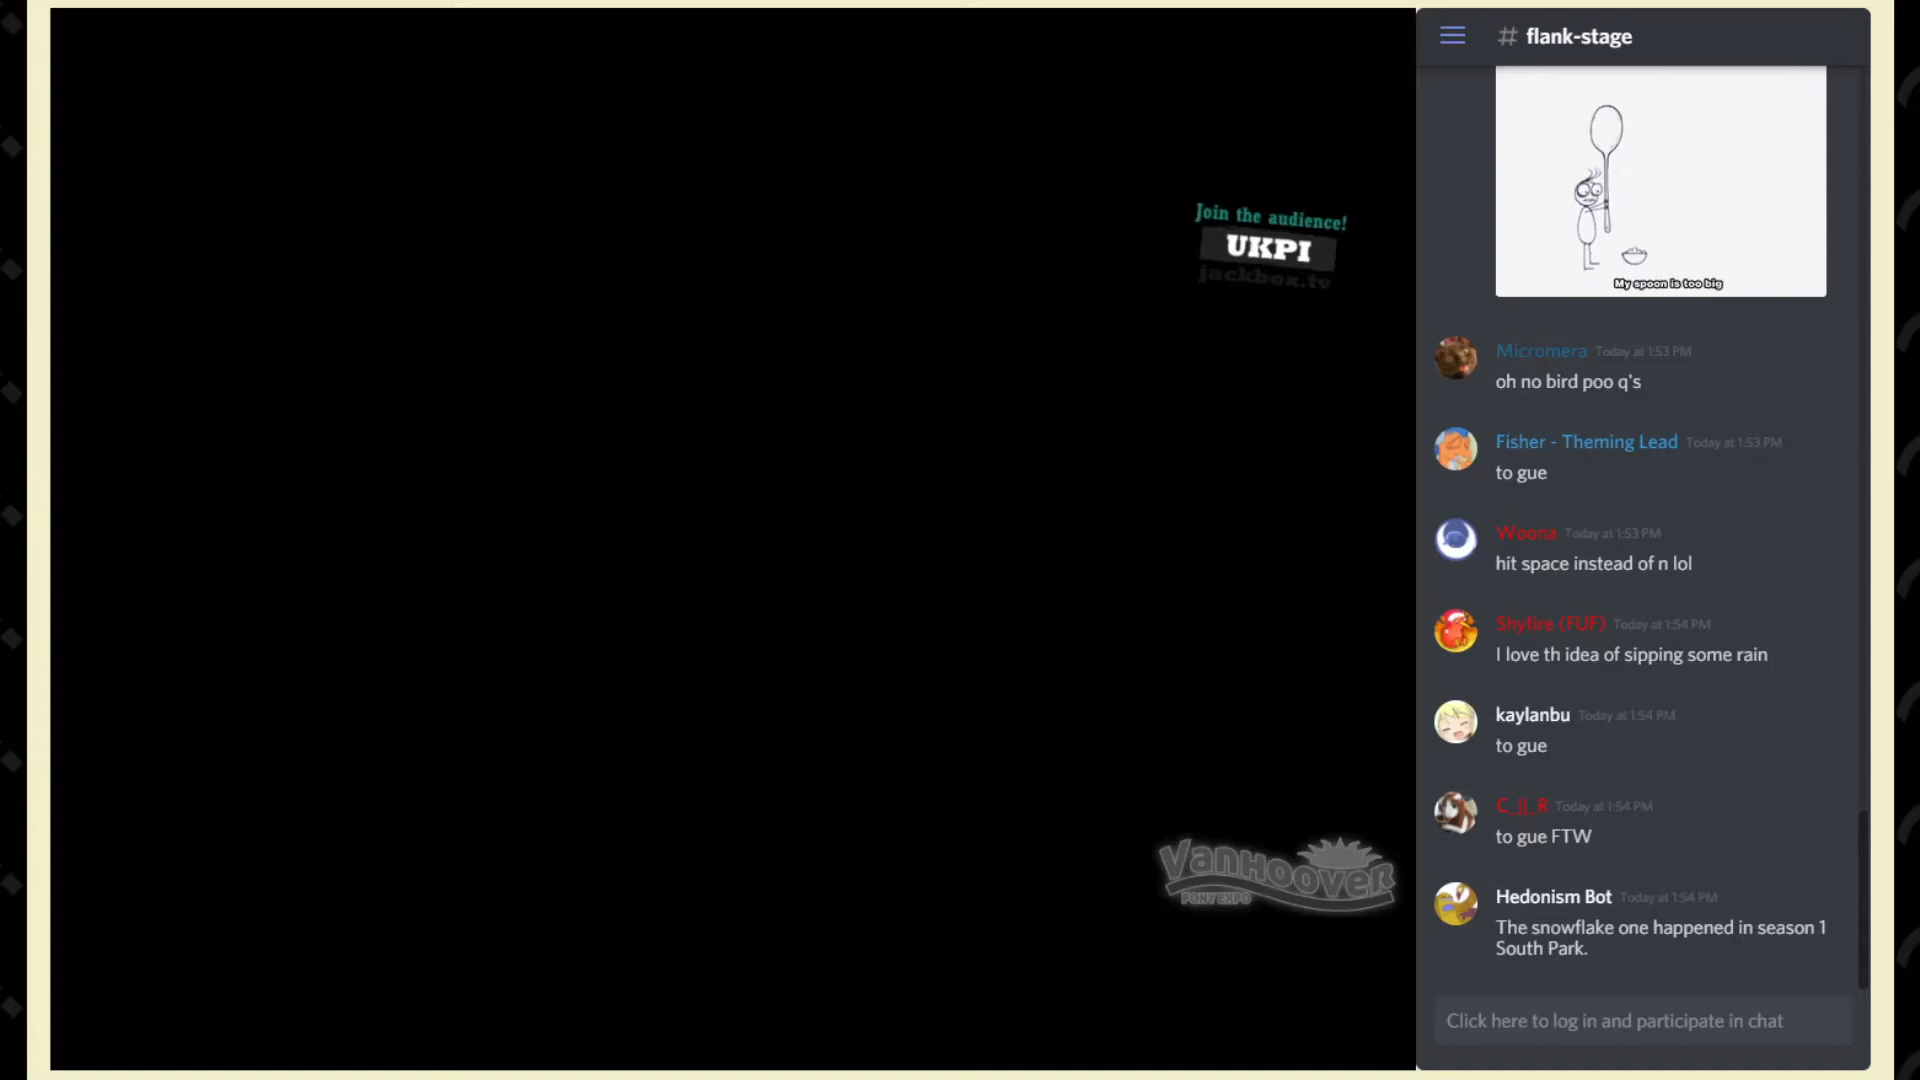 Join the audience!
UKPI
jackbox.tv
VANHOOVER
PONY EXPO
# flank-stage
My spoon is too big
Micromera Today at 1:53 PM
oh no bird poo q's
Fisher - Theming Lead Today at 1:53 PM
to gue
Woona Today at 1:53 PM
hit space instead of n lol
Shyfire (FUF) Today at 1:54 PM
I love th idea of sipping some rain
kaylanbu Today at 1:54 PM
to gue
C_||_R Today at 1:54 PM
to gue FTW
Hedonism Bot Today at 1:54 PM
The snowflake one happened in season 1
South Park.
Click here to log in and participate in chat